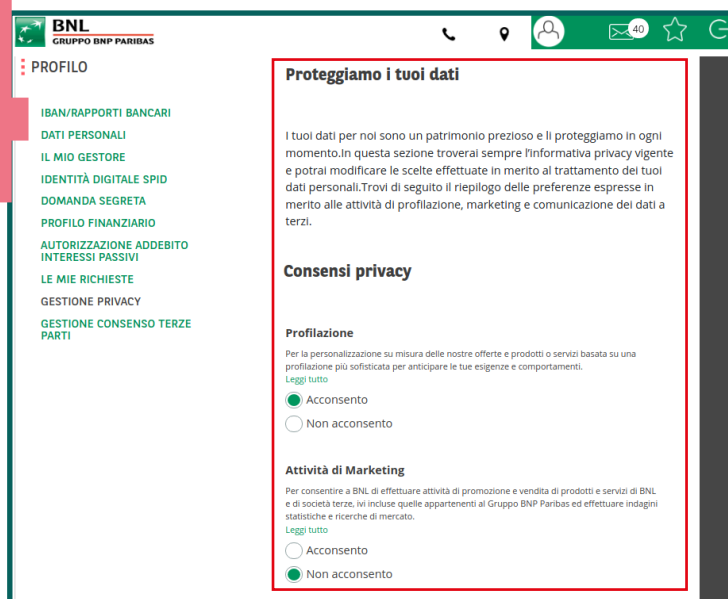 BNL
GRUPPO BNP PARIBAS
40
PROFILO
IBAN/RAPPORTI BANCARI
DATI PERSONALI
IL MIO GESTORE
IDENTITÀ DIGITALE SPID
DOMANDA SEGRETA
PROFILO FINANZIARIO
AUTORIZZAZIONE ADDEBITO
INTERESSI PASSIVI
LE MIE RICHIESTE
GESTIONE PRIVACY
GESTIONE CONSENSO TERZE
PARTI
Proteggiamo i tuoi dati
I tuoi dati per noi sono un patrimonio prezioso e li proteggiamo in ogni
momento.In questa sezione troverai sempre l'informativa privacy vigente
e potrai modificare le scelte effettuate in merito al trattamento dei tuoi
dati personali.Trovi di seguito il riepilogo delle preferenze espresse in
merito alle attività di profilazione, marketing e comunicazione dei dati a
terzi.
Consensi privacy
Profilazione
Per la personalizzazione su misura delle nostre offerte e prodotti o servizi basata su una
profilazione più sofisticata per anticipare le tue esigenze e comportamenti.
Leggi tutto
Acconsento
Non acconsento
Attività di Marketing
Per consentire a BNL di effettuare attività di promozione e vendita di prodotti e servizi di BNL
e di società terze, ivi incluse quelle appartenenti al Gruppo BNP Paribas ed effettuare indagini
statistiche e ricerche di mercato.
Leggi tutto
Acconsento
Non acconsento